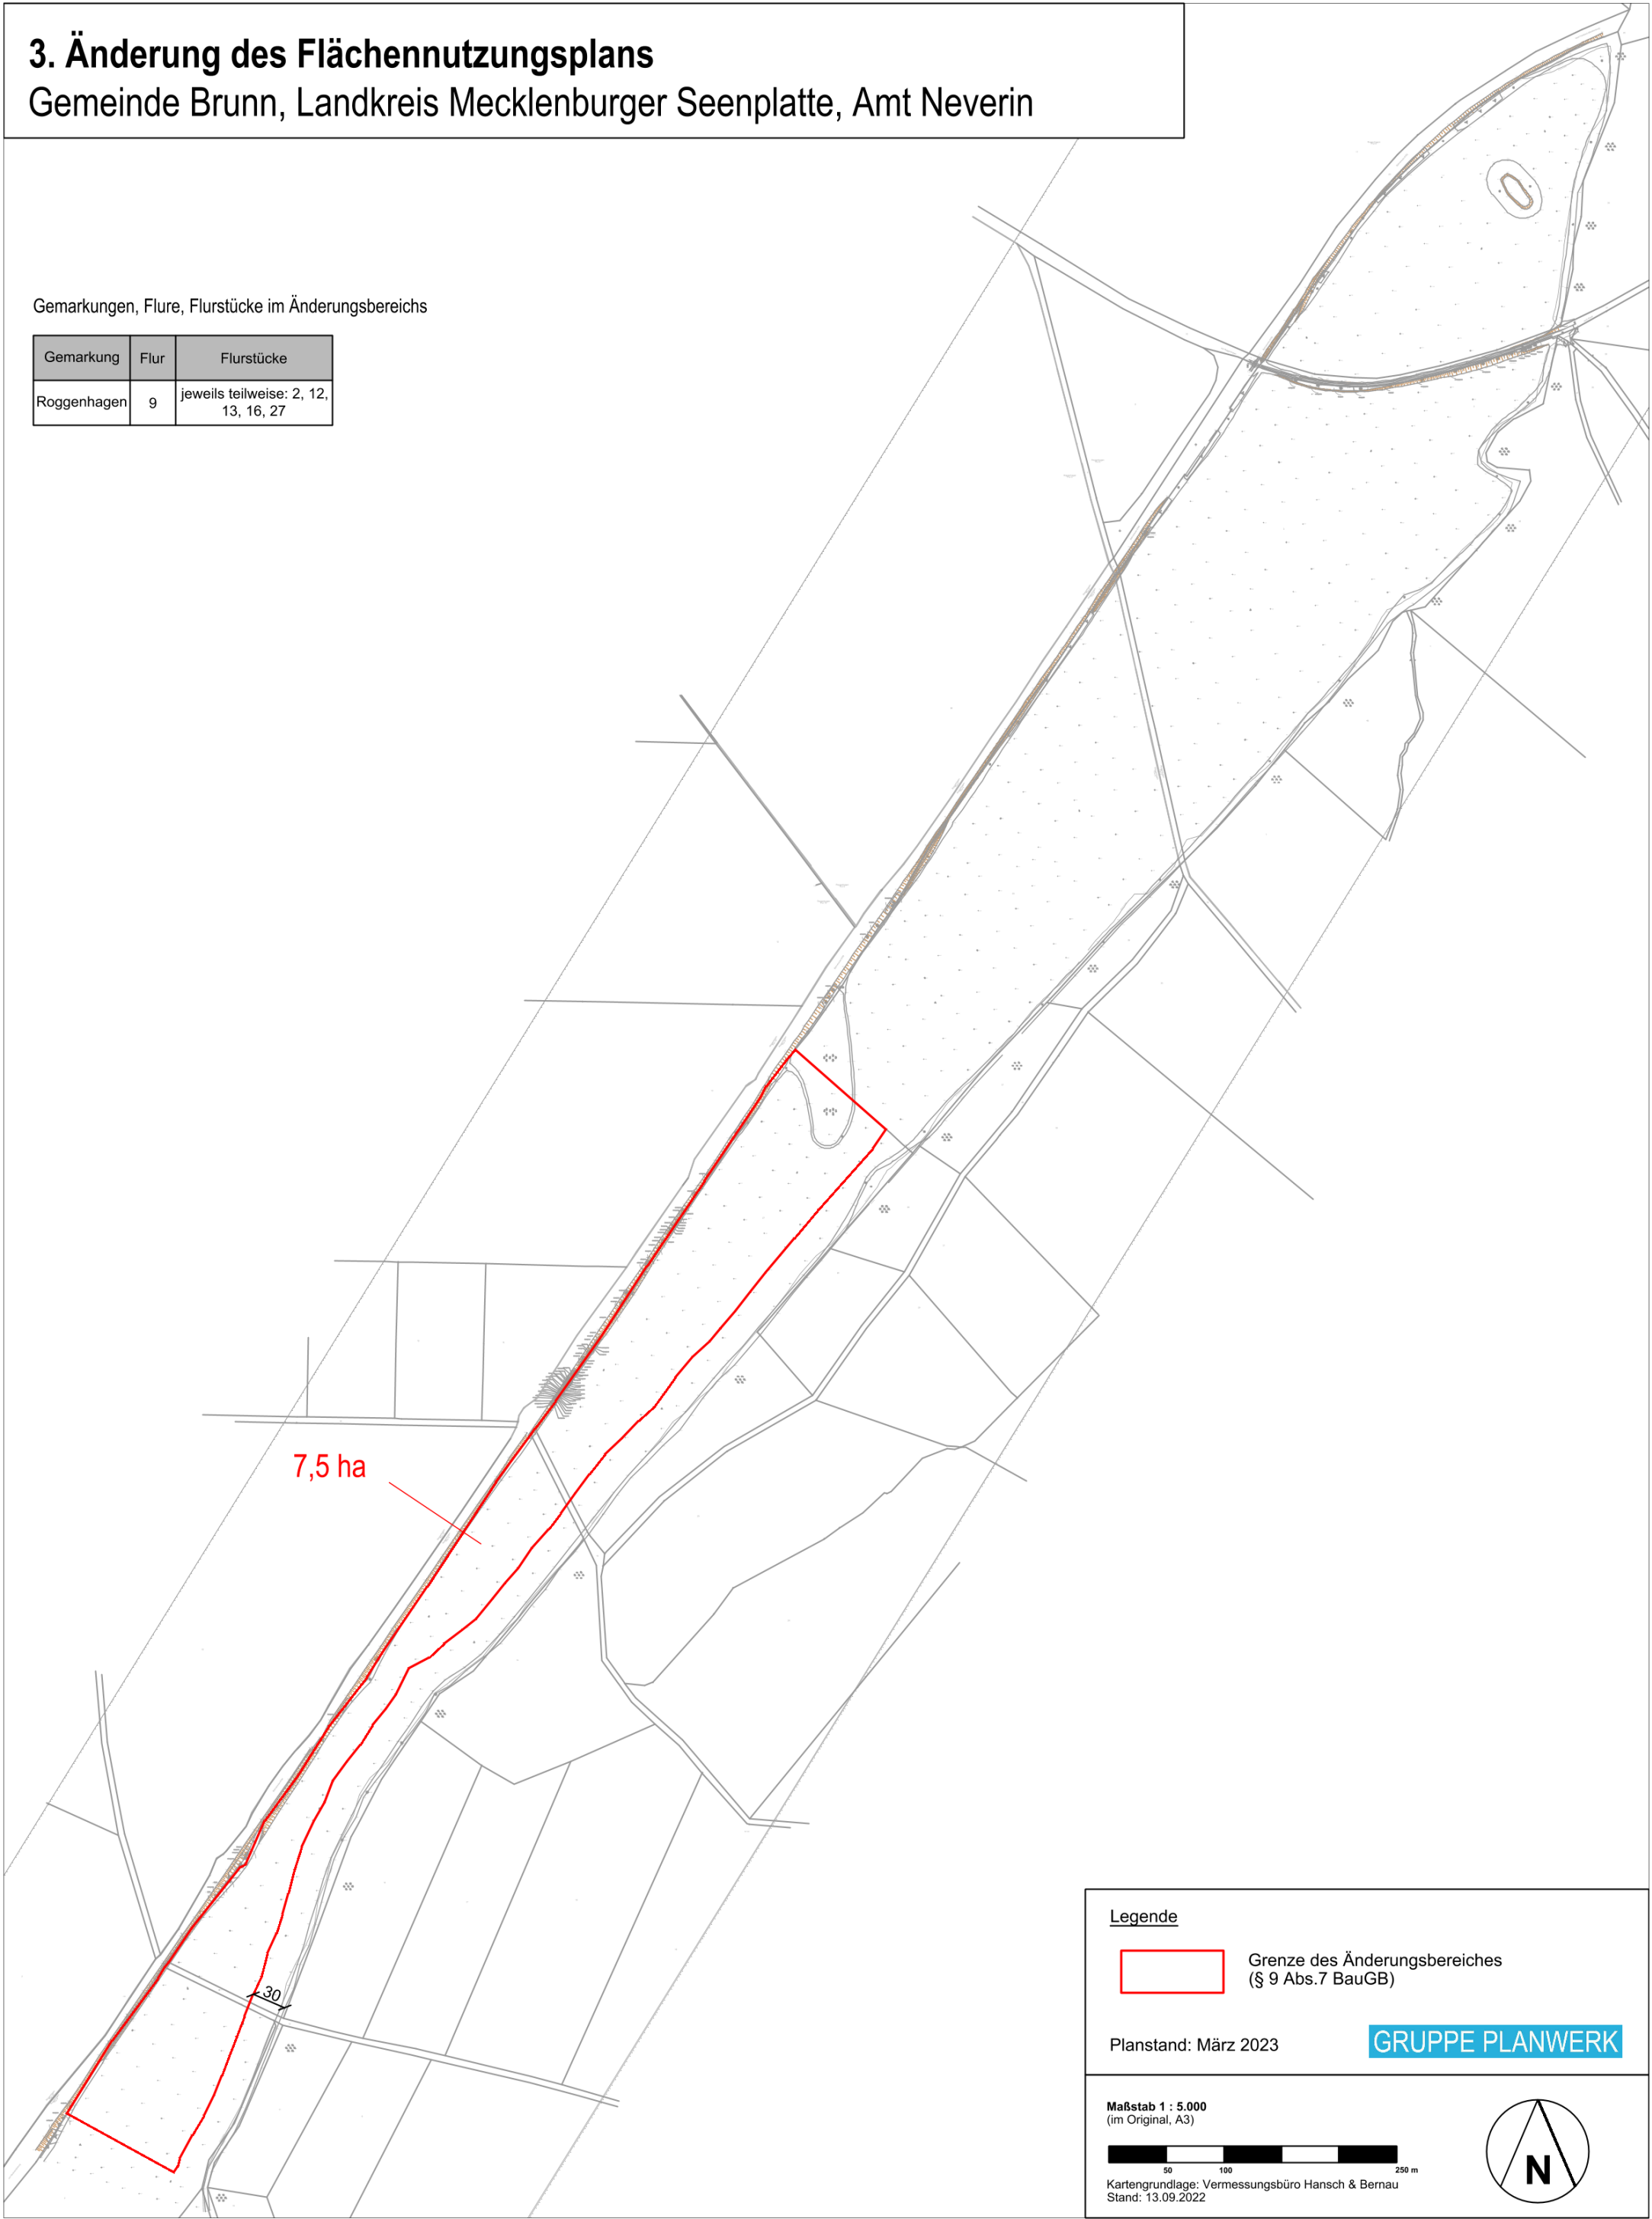 3. Änderung des Flächennutzungsplans
Gemeinde Brunn, Landkreis Mecklenburger Seenplatte, Amt Neverin
Gemarkungen, Flure, Flurstücke im Änderungsbereichs
Gemarkung Flur Flurstücke
Roggenhagen 9 jeweils teilweise: 2, 12,
13, 16, 27
7,5 ha
30
Legende
Grenze des Änderungsbereiches
(§ 9 Abs.7 BauGB)
Planstand: März 2023 GRUPPE PLANWERK
Maßstab 1 : 5.000
(im Original, A3)
50 100 250 m
Kartengrundlage: Vermessungsbüro Hansch & Bernau
Stand: 13.09.2022
N